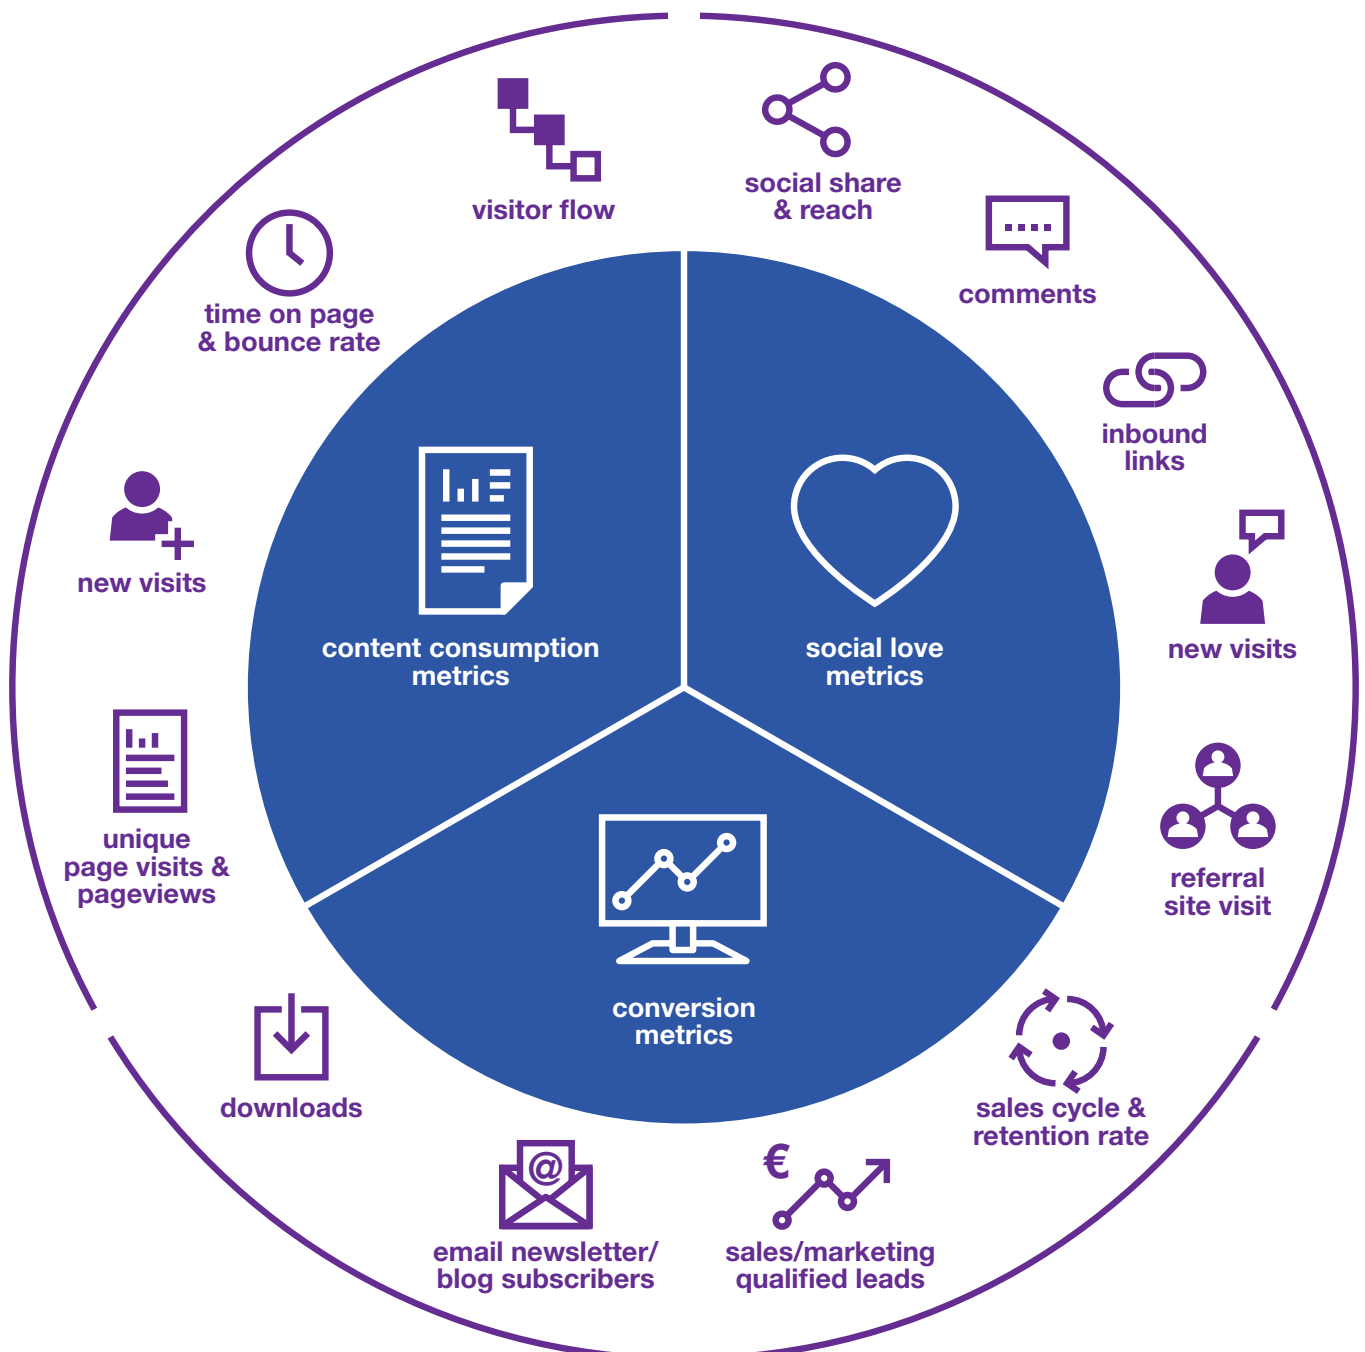 visitor flow
social share
& reach
time on page
& bounce rate
comments
inbound
links
new visits
new visits
content consumption
metrics
social love
metrics
unique
page visits &
pageviews
referral
site visit
conversion
metrics
downloads
sales cycle &
retention rate
@
email newsletter/
blog subscribers
€
sales/marketing
qualified leads